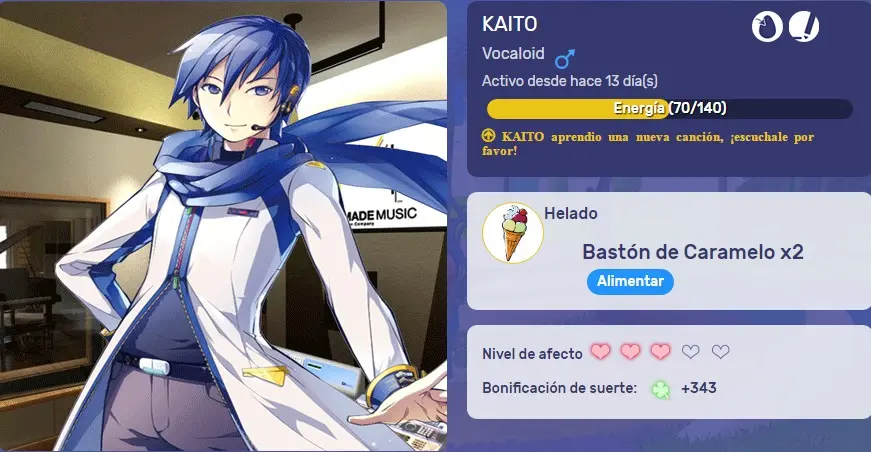 KAITO
Vocaloid
Activo desde hace 13 día(s)
Energía (70/140)
KAITO aprendio una nueva canción, ¡escuchale por
favor!
MADE MUSIC
Helado
Bastón de Caramelo x2
Alimentar
Nivel de afecto
Bonificación de suerte: +343